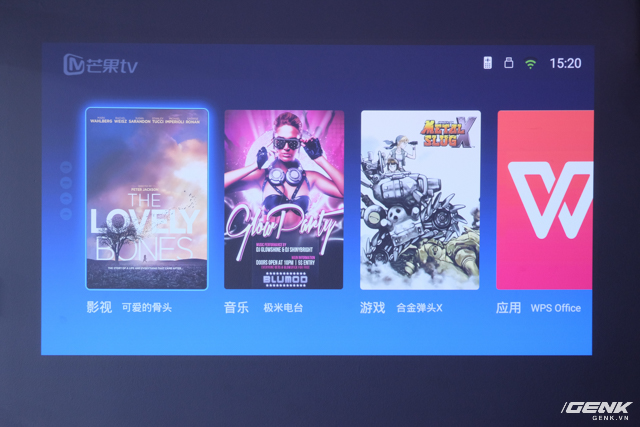 芒果tv
15:20
WAHLBERG WEISZ SARANDON TUCCI IMPERIOLI RONAN
THE
LOVELY
BONES
Glow Party
DJ GLOWSHINE & DJ SHINYBRIGHT
DOORS OPEN AT 10PM | 5$ ENTRY
BLUMOO
METAL
SLUG X
W
影视 可爱的骨头
音乐 极米电台
游戏 合金弹头X
应用 WPS Office
GENK
GENK.VN